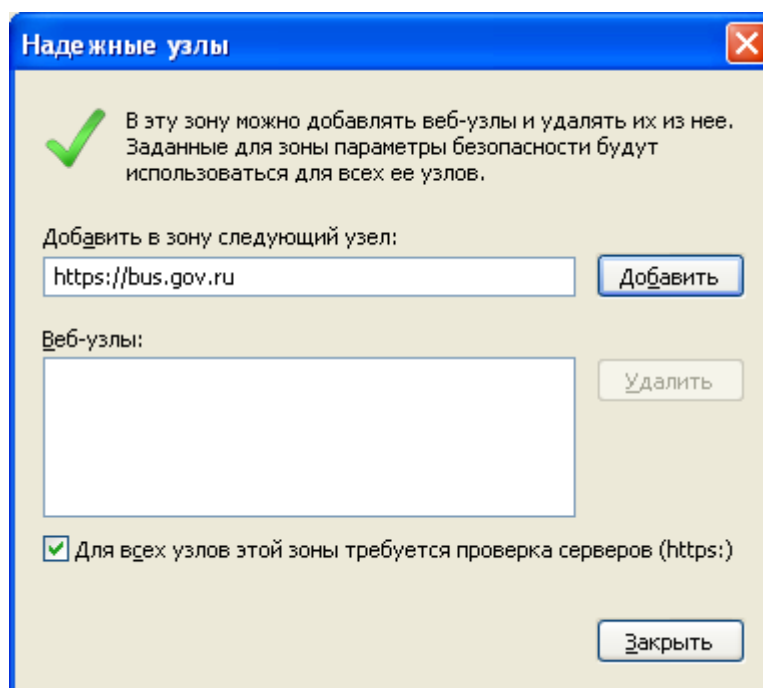 Надежные узлы
В эту зону можно добавлять веб-узлы и удалять их из нее.
Заданные для зоны параметры безопасности будут
использоваться для всех ее узлов.
Добавить в зону следующий узел:
https://bus.gov.ru
Добавить
Веб-узлы:
Удалить
Для всех узлов этой зоны требуется проверка серверов (https:)
Закрыть